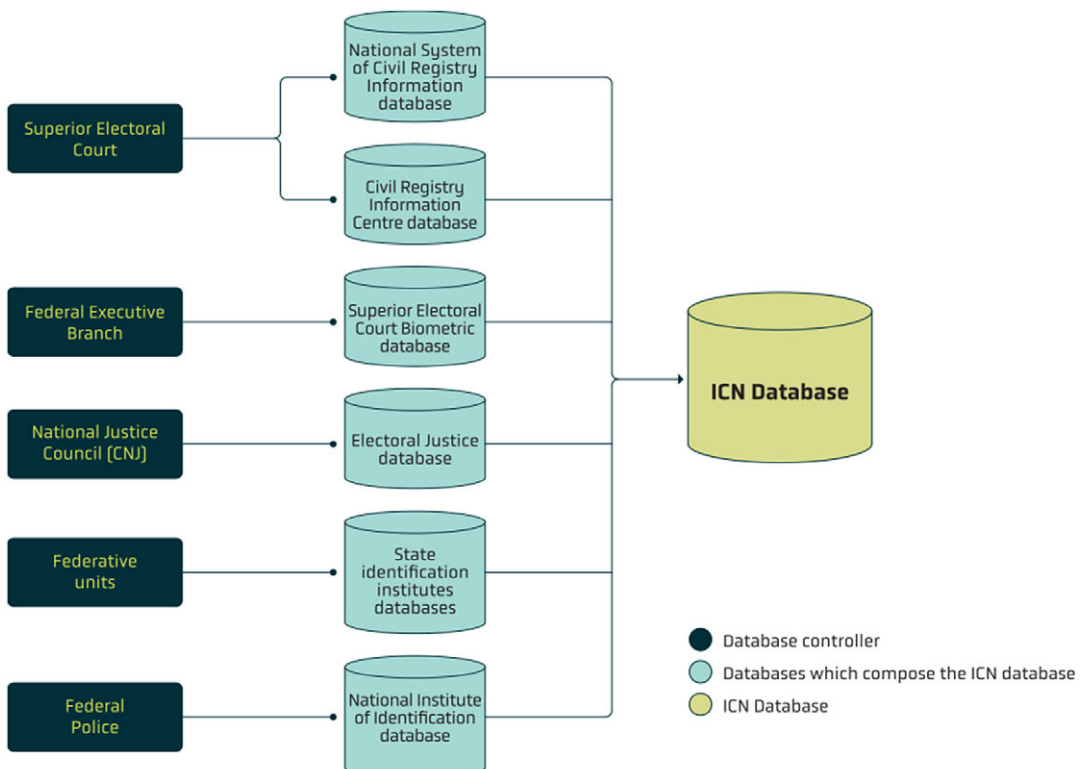 Superior Electoral
Court
National System
of Civil Registry
Information
database
Civil Registry
Information
Centre database
Federal Executive
Branch
Superior Electoral
Court Biometric
database
ICN Database
National Justice
Council (CNJ)
Electoral Justice
database
Federative
units
State
identification
institutes
databases
Federal
Police
National Institute
of Identification
database
Database controller
Databases which compose the ICN database
ICN Database